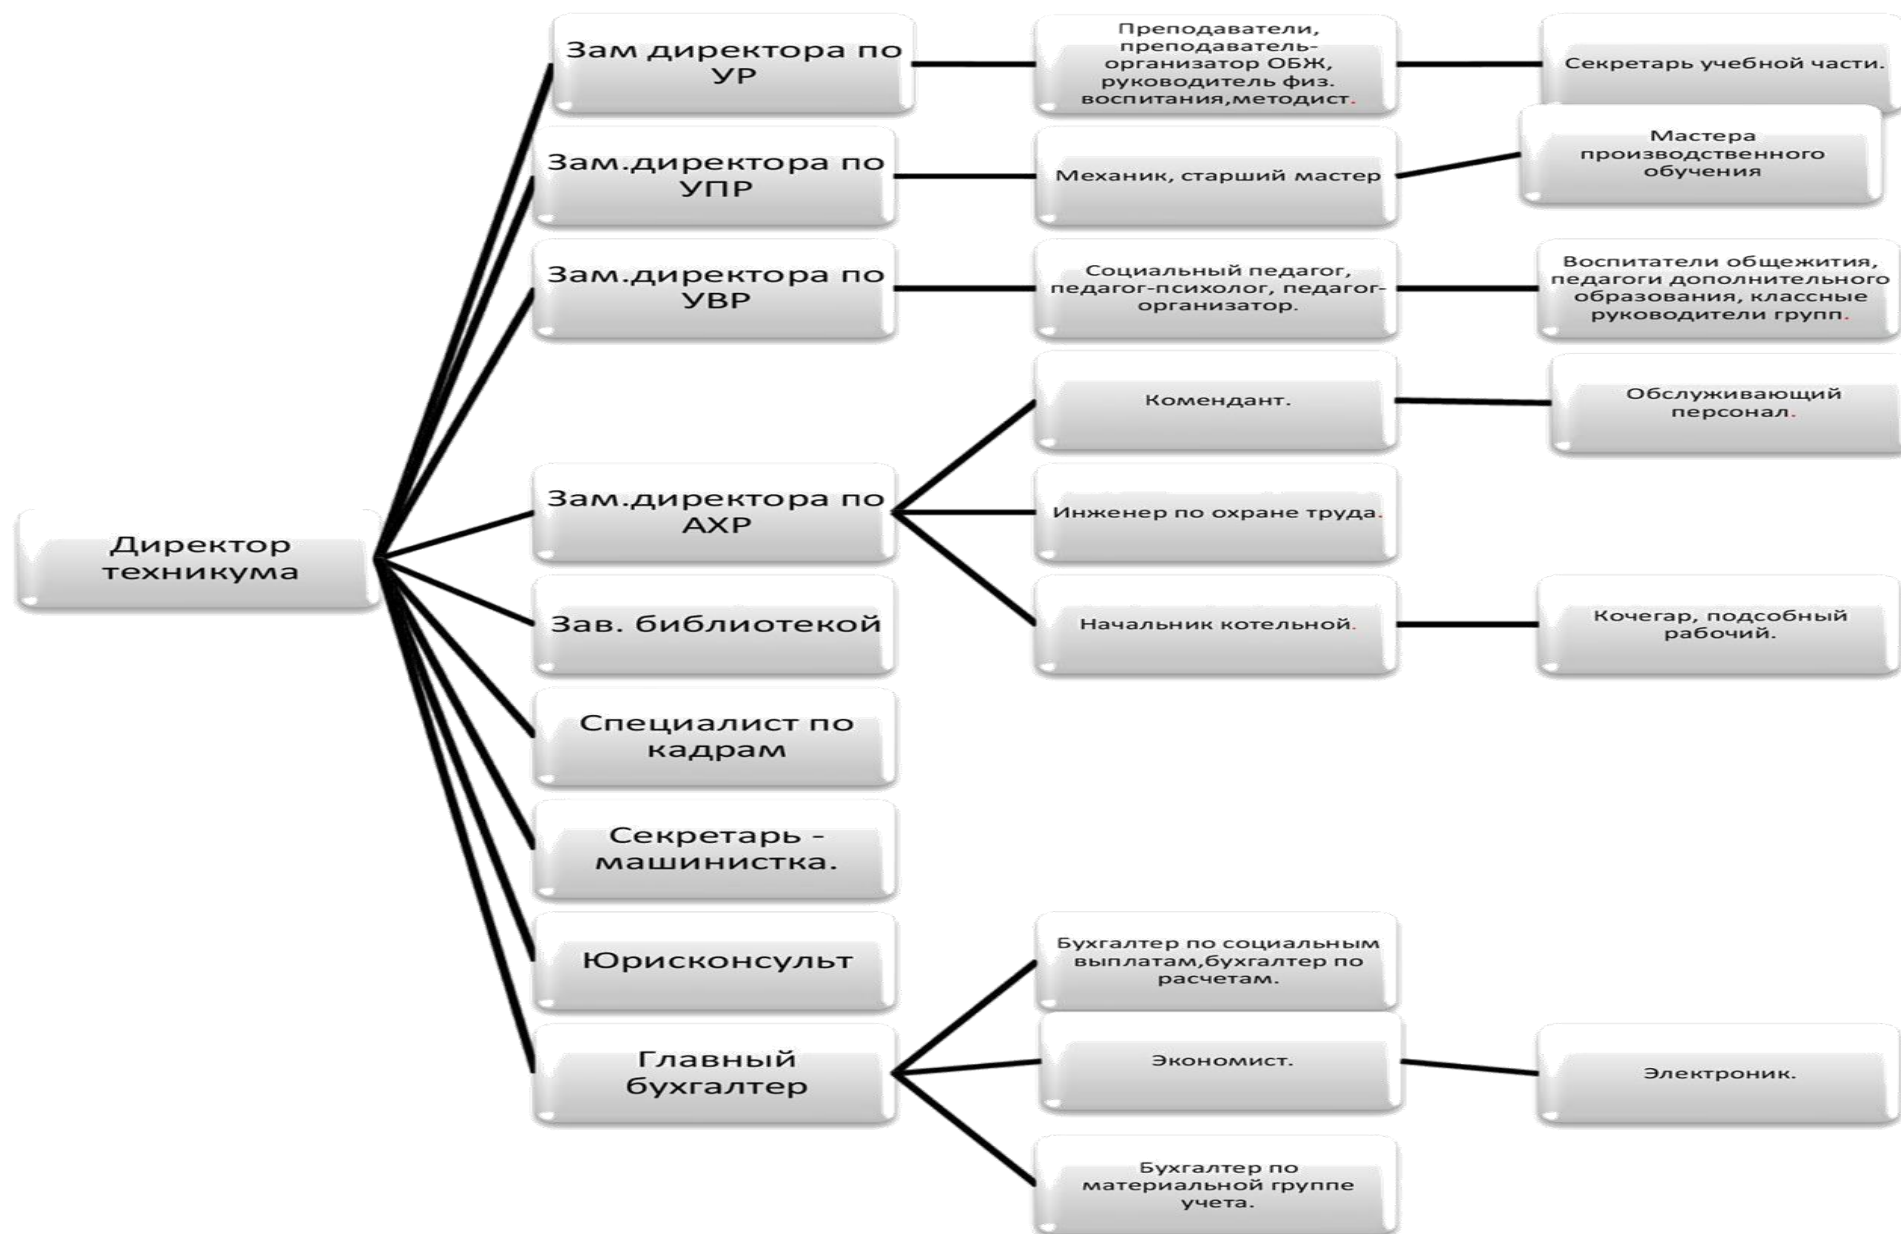 Директор
техникума
Зам директора по
УР
Преподаватели,
преподаватель-
организатор ОБЖ,
руководитель физ.
воспитания,методист.
Секретарь учебной части.
Зам.директора по
УПР
Механик, старший мастер
Мастера
производственного
обучения
Зам.директора по
УВР
Социальный педагог,
педагог-психолог, педагог-
организатор.
Воспитатели общежития,
педагоги дополнительного
образования, классные
руководители групп.
Зам.директора по
АХР
Комендант.
Обслуживающий
персонал.
Инженер по охране труда.
Начальник котельной.
Кочегар, подсобный
рабочий.
Зав. библиотекой
Специалист по
кадрам
Секретарь -
машинистка.
Юрисконсульт
Главный
бухгалтер
Бухгалтер по социальным
выплатам,бухгалтер по
расчетам.
Экономист.
Электроник.
Бухгалтер по
материальной группе
учета.